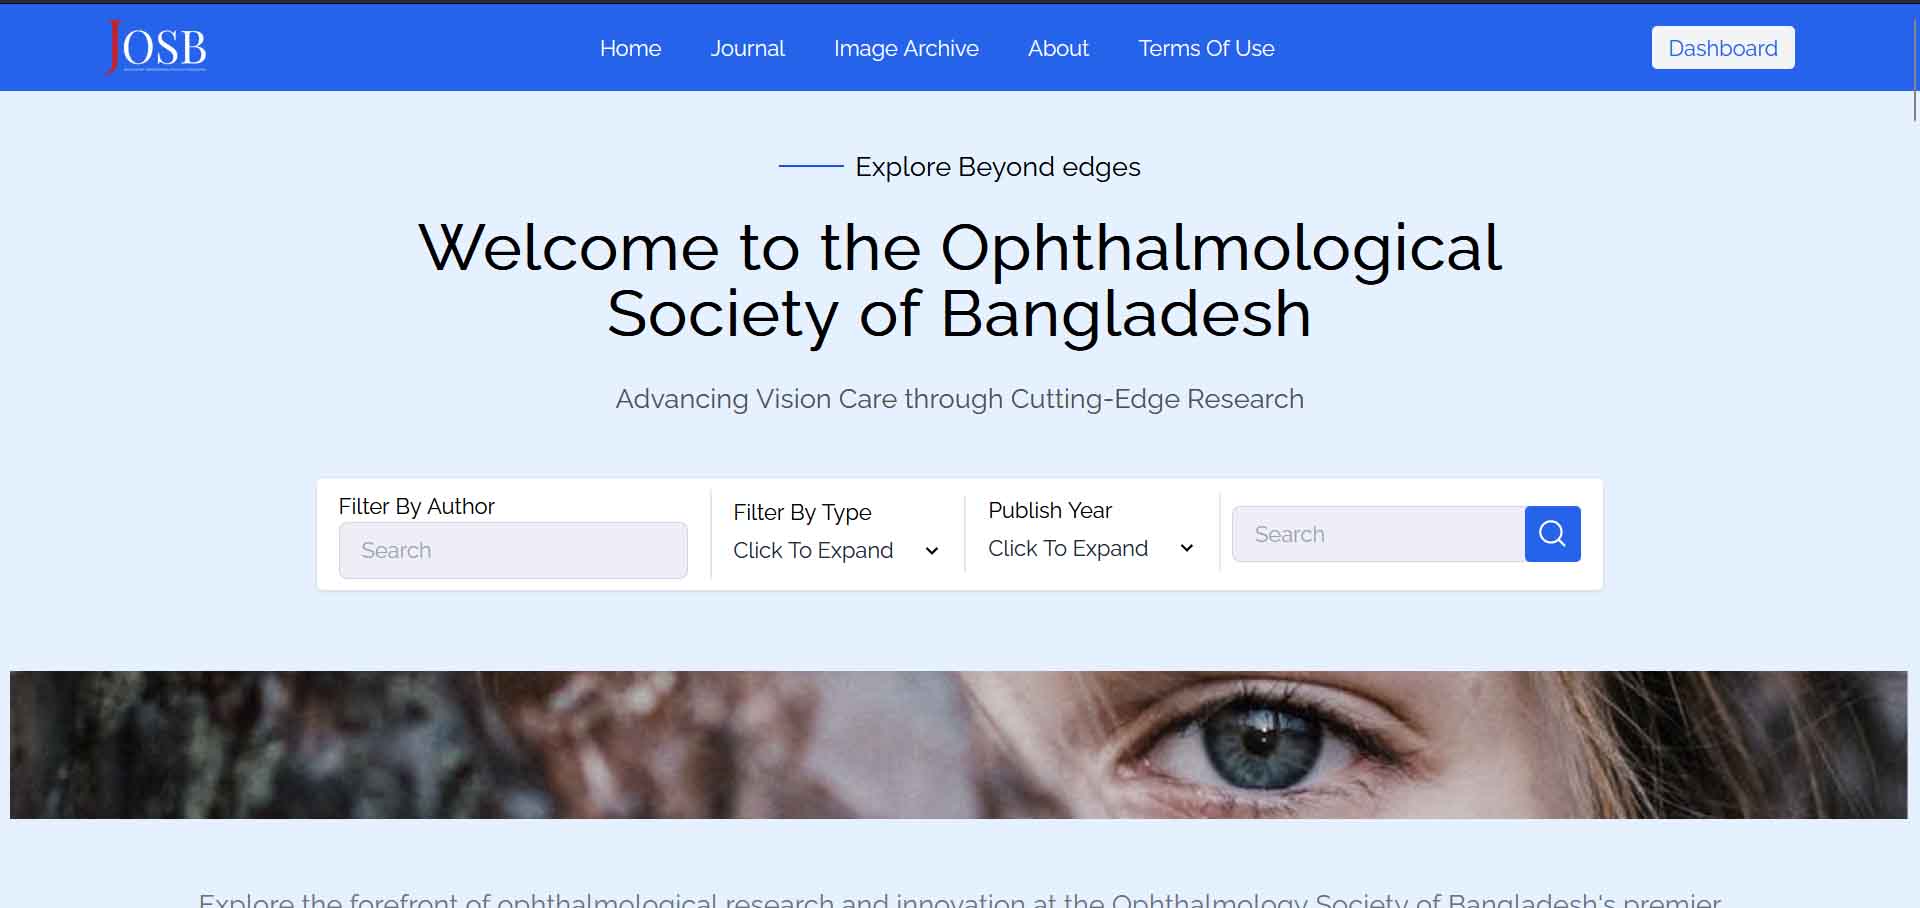 JOSB
Home Journal Image Archive About Terms Of Use Dashboard
Explore Beyond edges
Welcome to the Ophthalmological
Society of Bangladesh
Advancing Vision Care through Cutting-Edge Research
Filter By Author
Search
Filter By Type
Click To Expand
Publish Year
Click To Expand
Search
Explore the forefront of ophthalmological research and innovation at the Ophthalmology Society of Bangladesh's premier